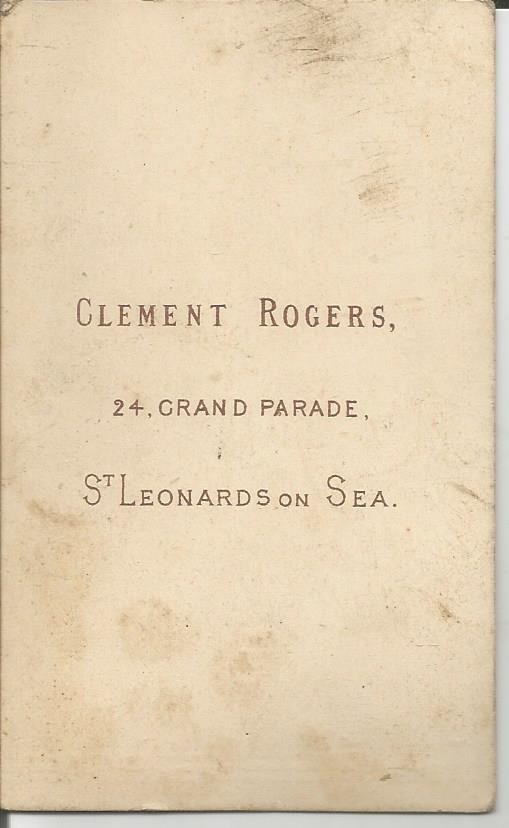 CLEMENT ROGERS,
24, GRAND PARADE,
ST LEONARDS ON SEA.